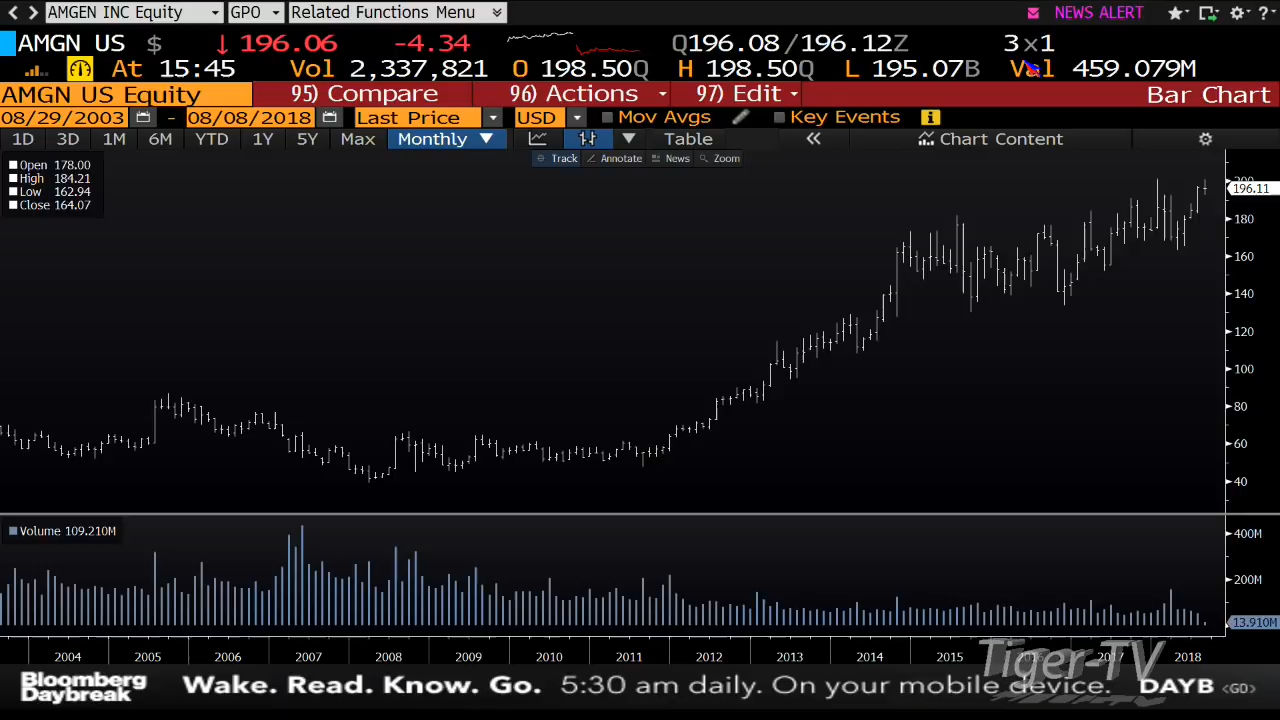 AMGEN INC Equity GPO Related Functions Menu NEWS ALERT ?
AMGN US $ ↓ 196.06 -4.34 Q196.08/196.12Z 3x1
At 15:45 Vol 2,337,821 O 198.50Q H 198.50Q L 195.07B Val 459.079M
AMGN US Equity 95) Compare 96) Actions 97) Edit Bar Chart
08/29/2003 - 08/08/2018 Last Price USD Mov Avgs Key Events i
1D 3D 1M 6M YTD 1Y 5Y Max Monthly ▼ Table « Chart Content
Track Annotate News Zoom
Open 178.00
High 184.21
Low 162.94
Close 164.07
200
196.11
180
160
140
120
100
80
60
40
Volume 109.210M
400M
200M
13.910M
2004 2005 2006 2007 2008 2009 2010 2011 2012 2013 2014 2015 2016 2017 2018
Tiger-TV
Bloomberg
Daybreak
Wake. Read. Know. Go. 5:30 am daily. On your mobile device. DAYB <GO>